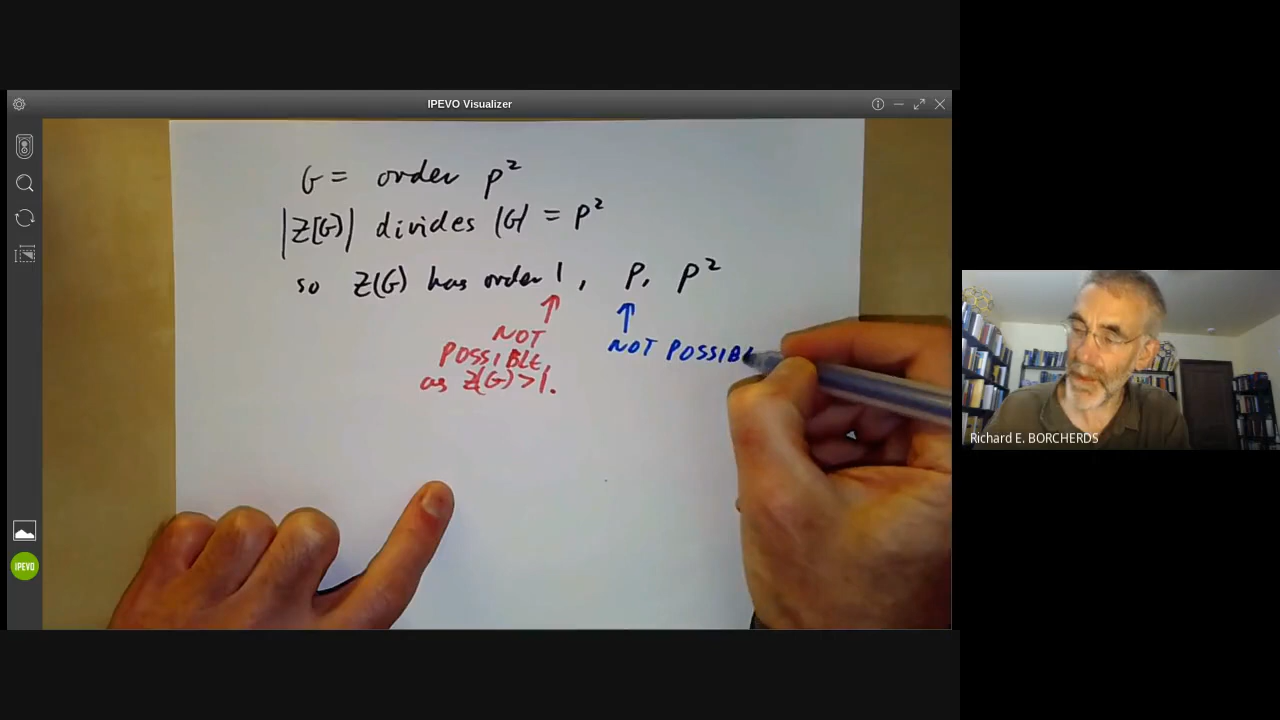 IPEVO Visualizer
G = order p²
|Z[G)| divides |G| = p²
so Z(G) has order 1, p, p²
NOT
POSSIBLE
as Z(G) > 1.
NOT POSSIBL
IPEVO
Richard E. BORCHERDS